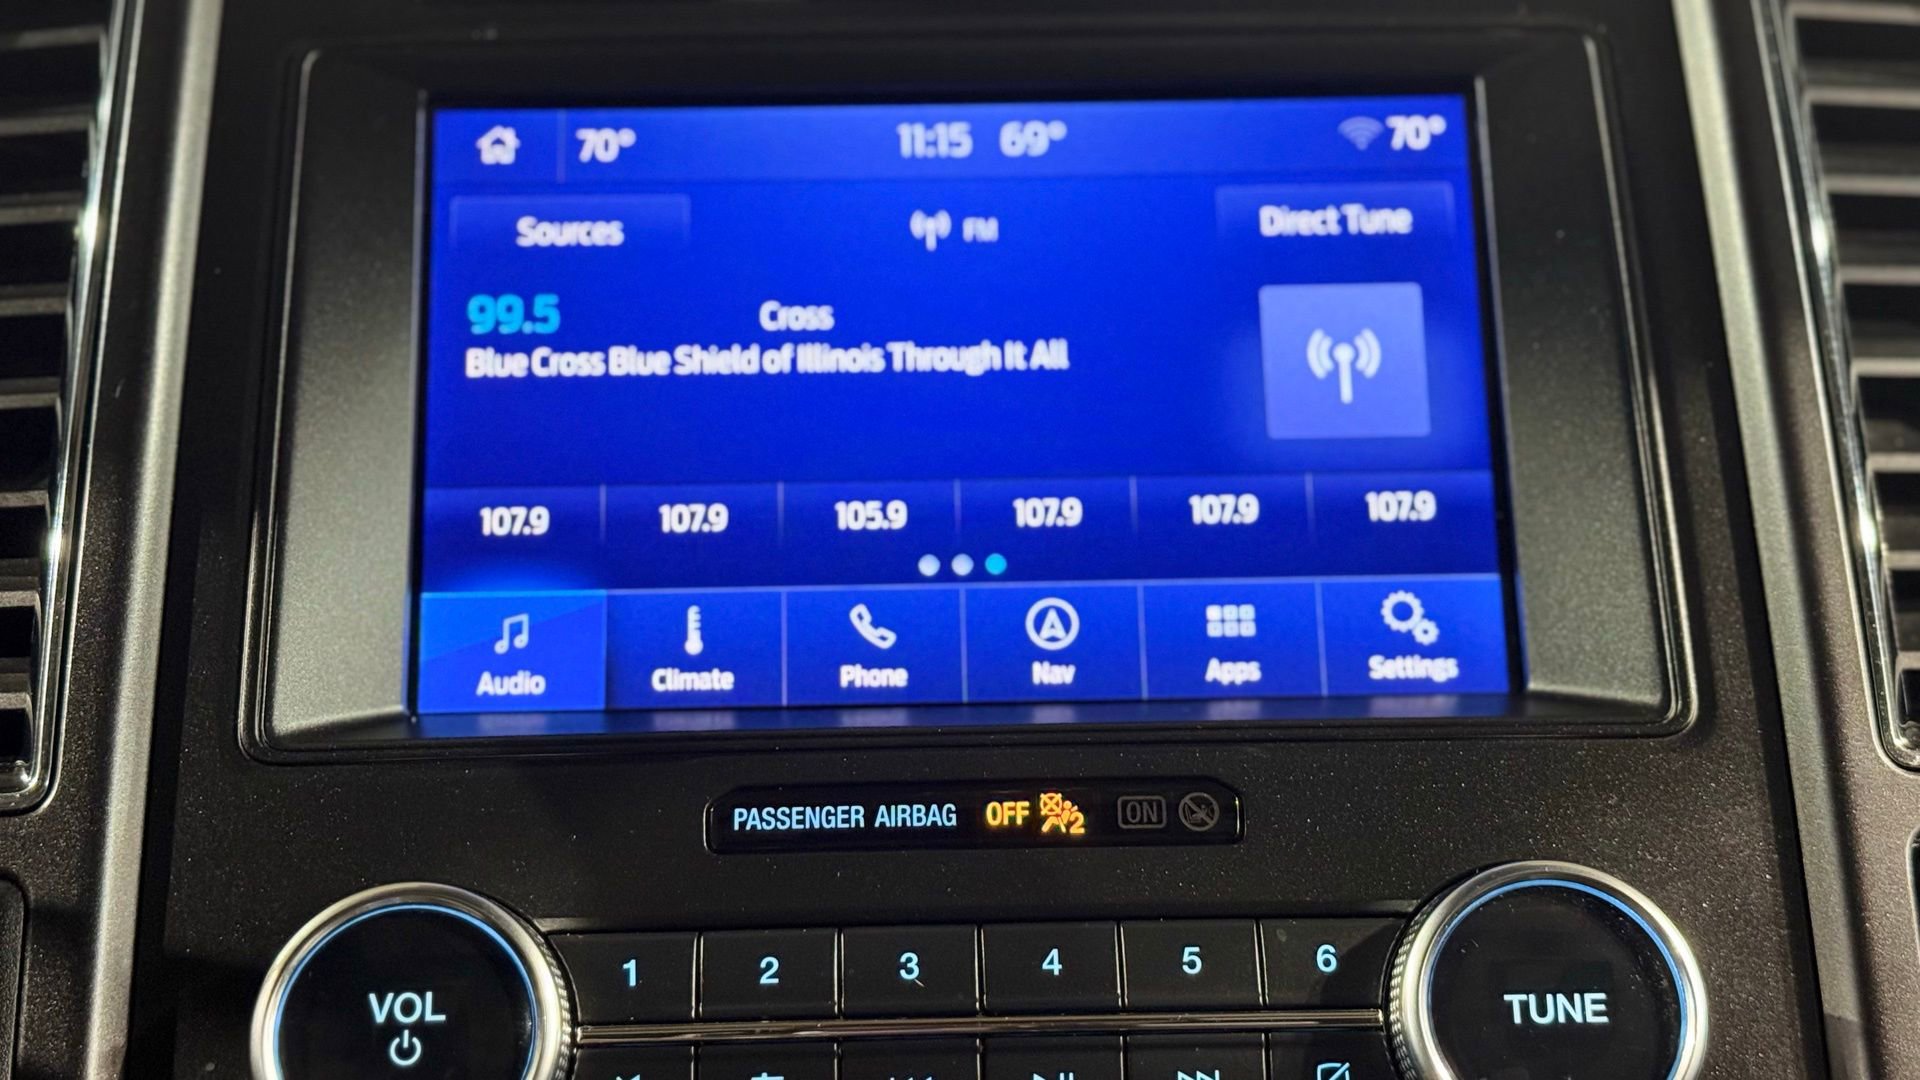 70° 11:15 69° 70°
Sources FM Direct Tune
99.5 Cross
Blue Cross Blue Shield of Illinois Through It All
107.9 107.9 105.9 107.9 107.9 107.9
Audio Climate Phone Nav Apps Settings
PASSENGER AIRBAG OFF 2 ON
1 2 3 4 5 6
VOL TUNE